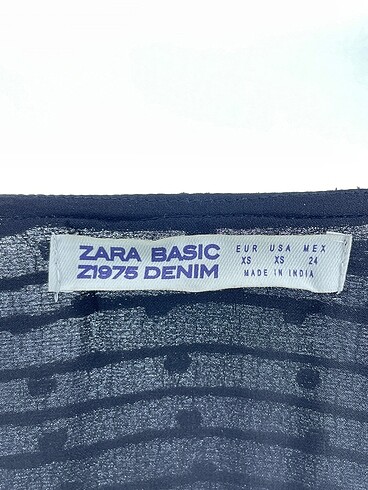 ZARA BASIC
Z1975 DENIM
EUR USA MEX
XS XS 24
MADE IN INDIA